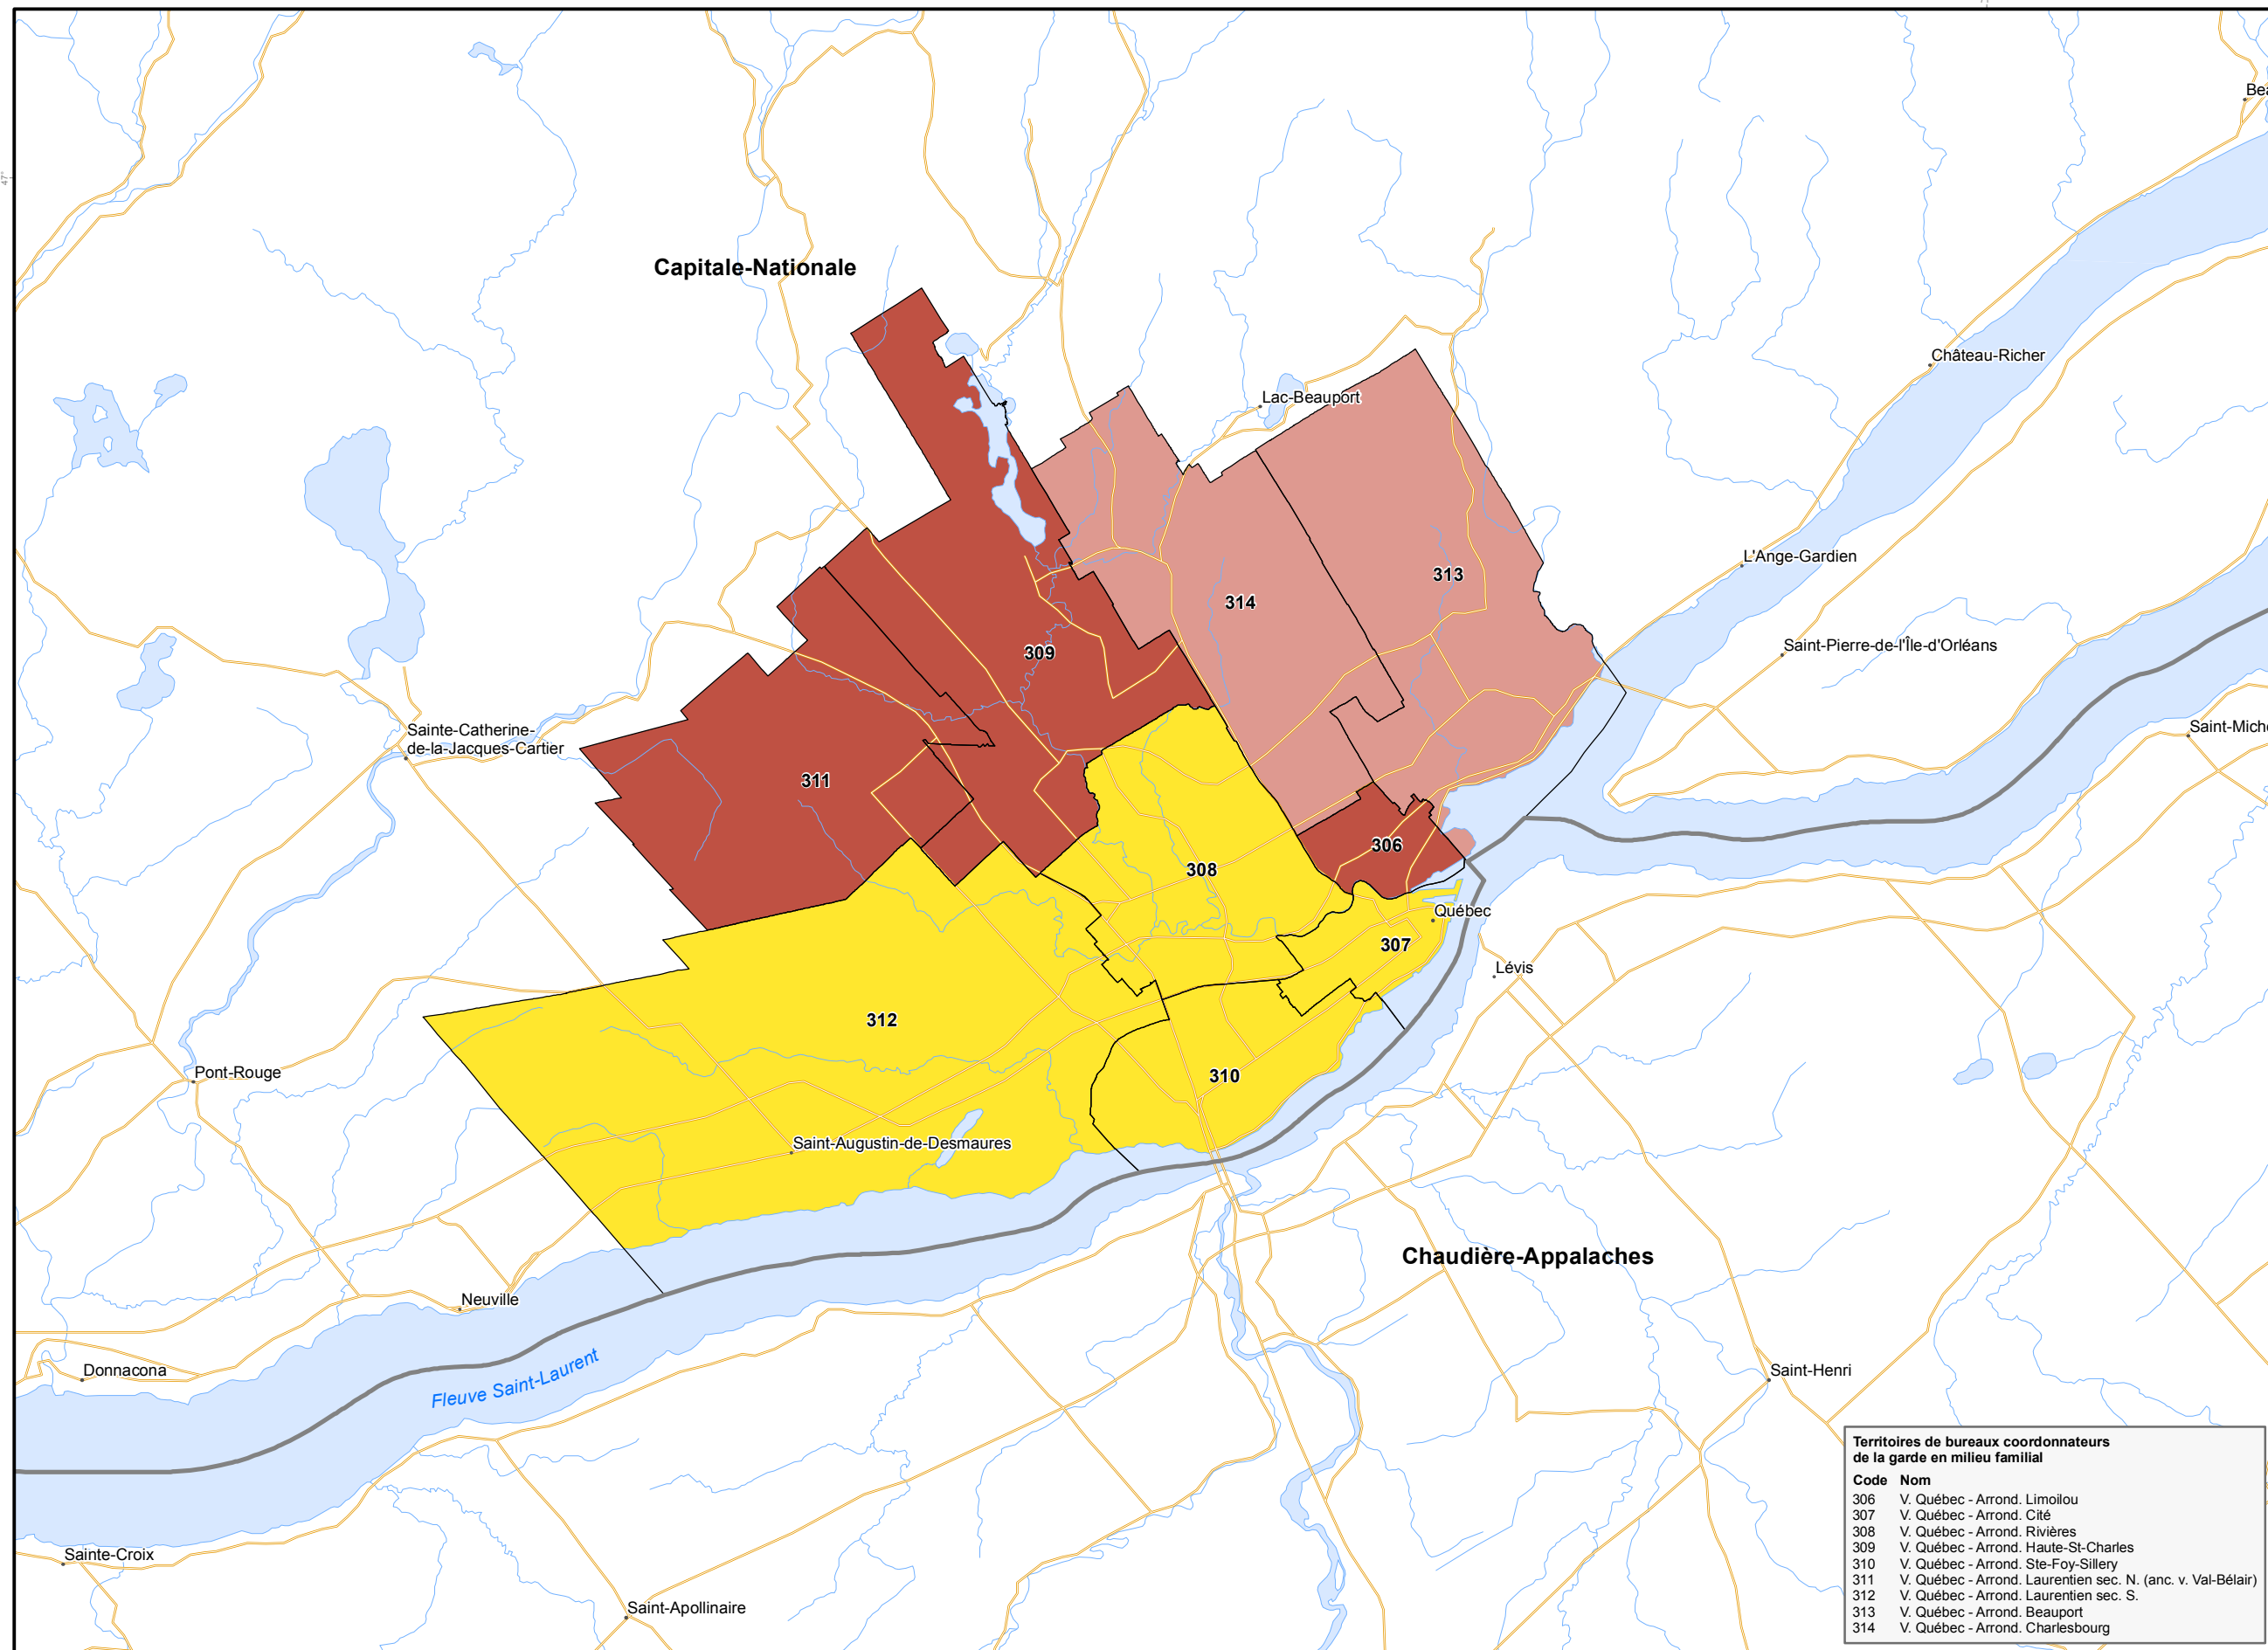 47°
Beau
Capitale-Nationale
Château-Richer
Lac-Beauport
L'Ange-Gardien
313
314
Saint-Pierre-de-l'Île-d'Orléans
309
Saint-Mich
Sainte-Catherine-
de-la-Jacques-Cartier
311
306
308
Québec
307
Lévis
312
Pont-Rouge
310
Saint-Augustin-de-Desmaures
Chaudière-Appalaches
Neuville
Donnacona
Saint-Henri
Fleuve Saint-Laurent
Sainte-Croix
Saint-Apollinaire
Territoires de bureaux coordonnateurs
de la garde en milieu familial
Code Nom
306 V. Québec - Arrond. Limoilou
307 V. Québec - Arrond. Cité
308 V. Québec - Arrond. Rivières
309 V. Québec - Arrond. Haute-St-Charles
310 V. Québec - Arrond. Ste-Foy-Sillery
311 V. Québec - Arrond. Laurentien sec. N. (anc. v. Val-Bélair)
312 V. Québec - Arrond. Laurentien sec. S.
313 V. Québec - Arrond. Beauport
314 V. Québec - Arrond. Charlesbourg